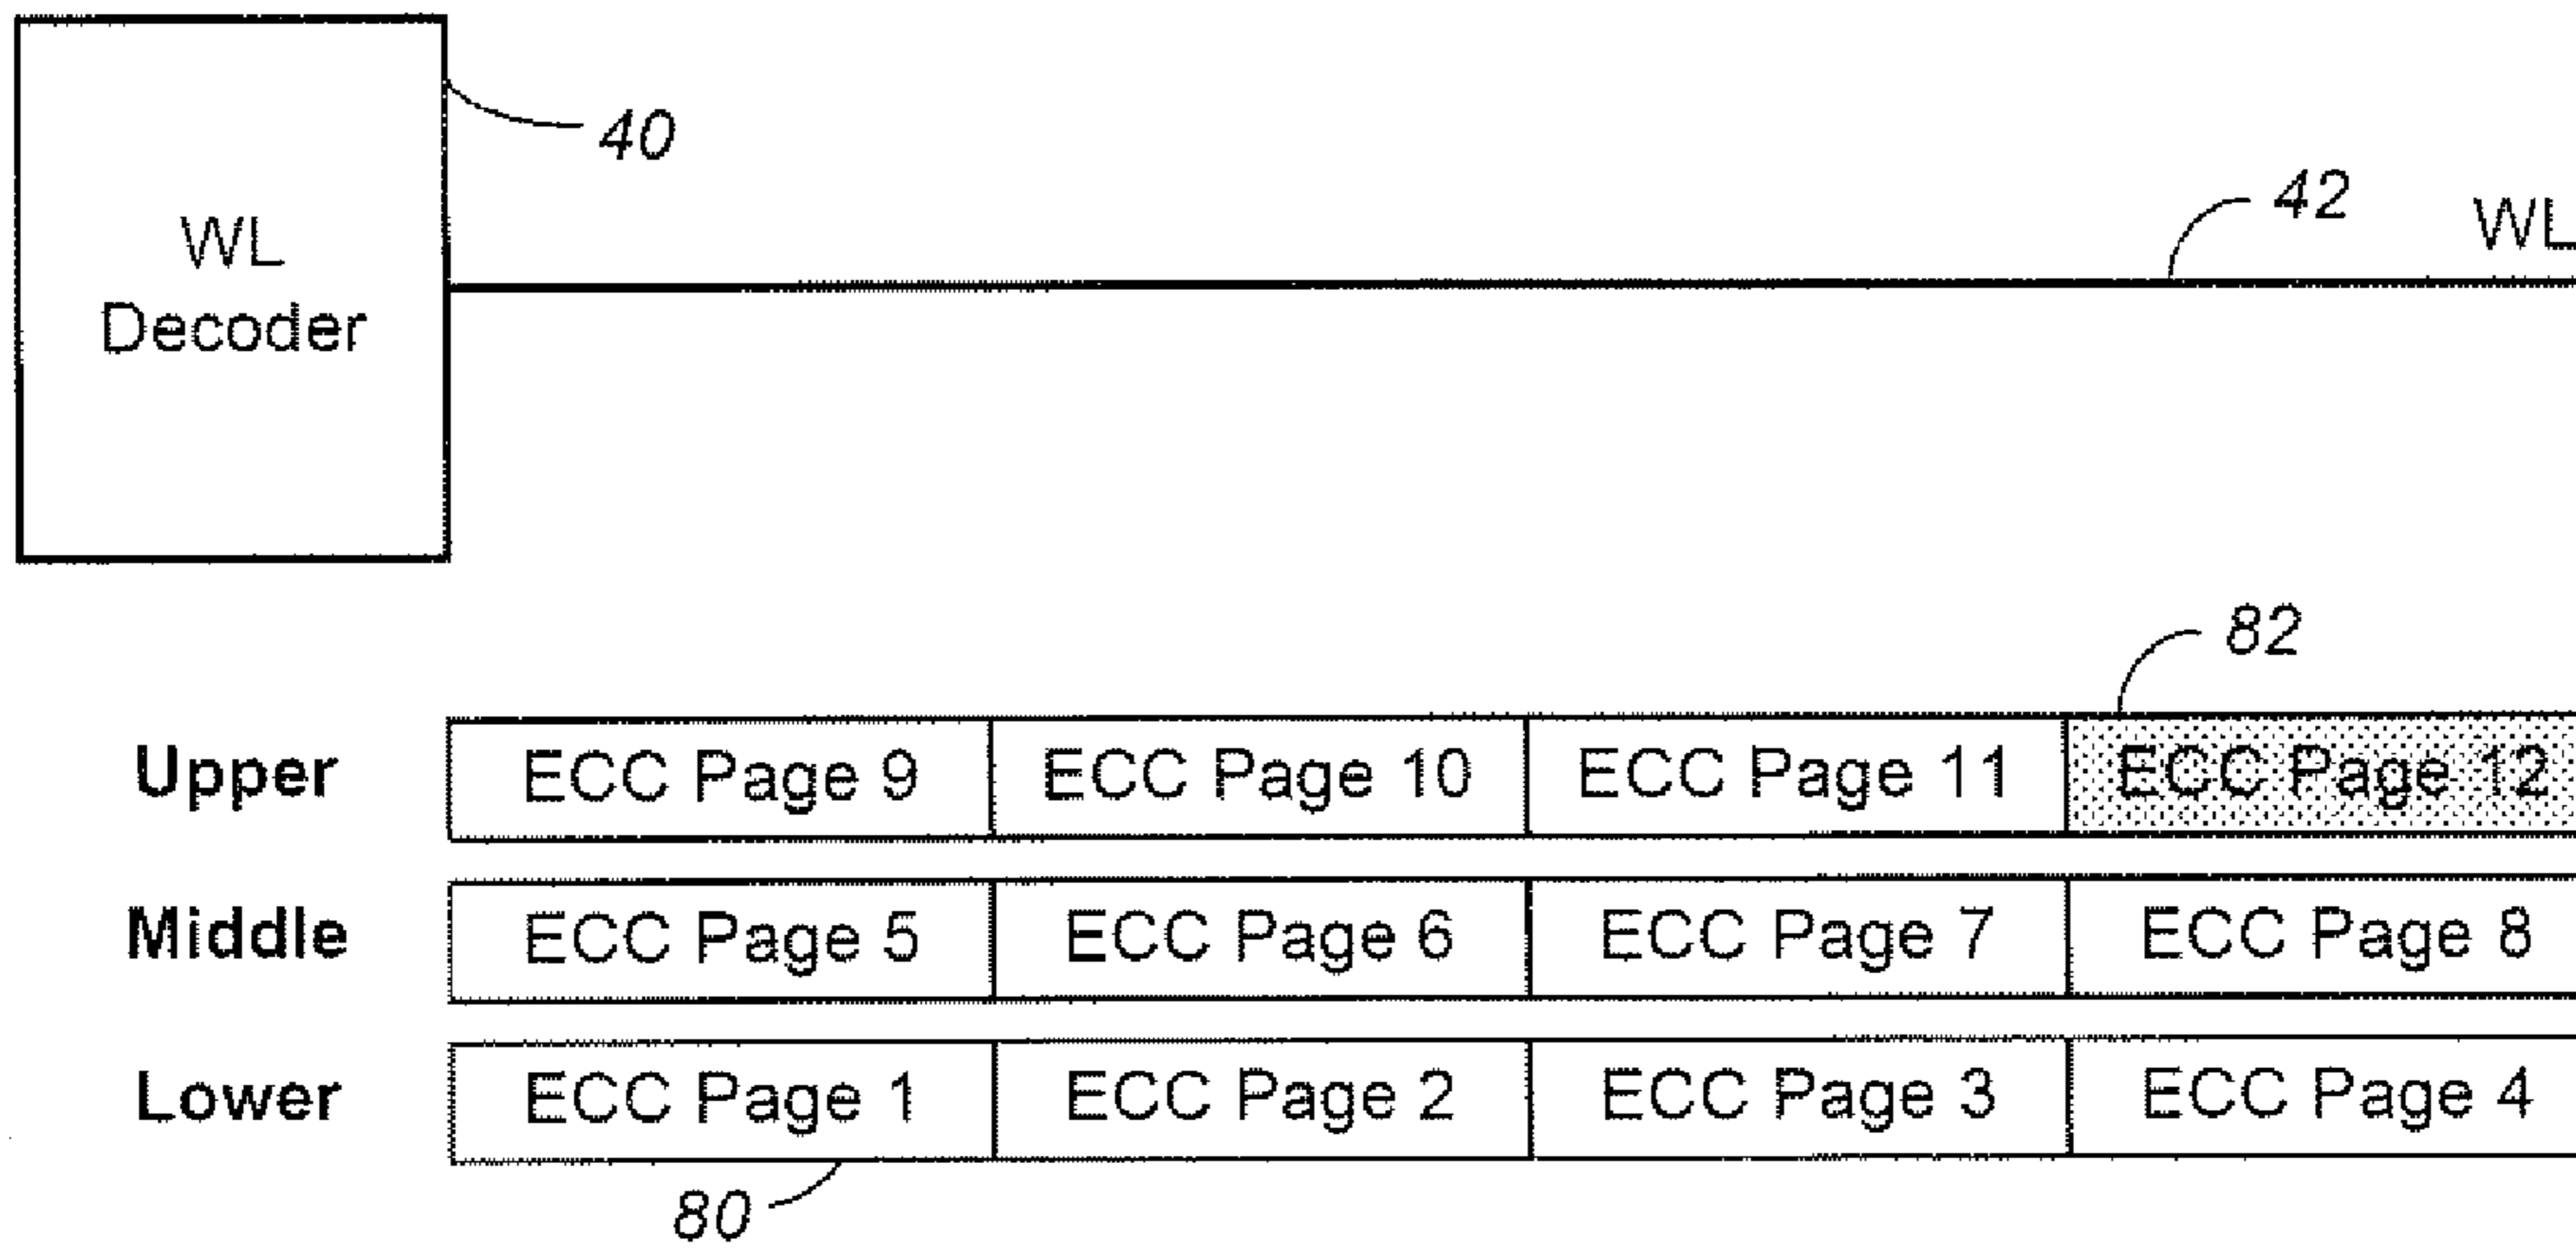 40
42
WL
WL
Decoder
82
Upper ECC Page 9 ECC Page 10 ECC Page 11 ECC Page 12
Middle ECC Page 5 ECC Page 6 ECC Page 7 ECC Page 8
Lower ECC Page 1 ECC Page 2 ECC Page 3 ECC Page 4
80